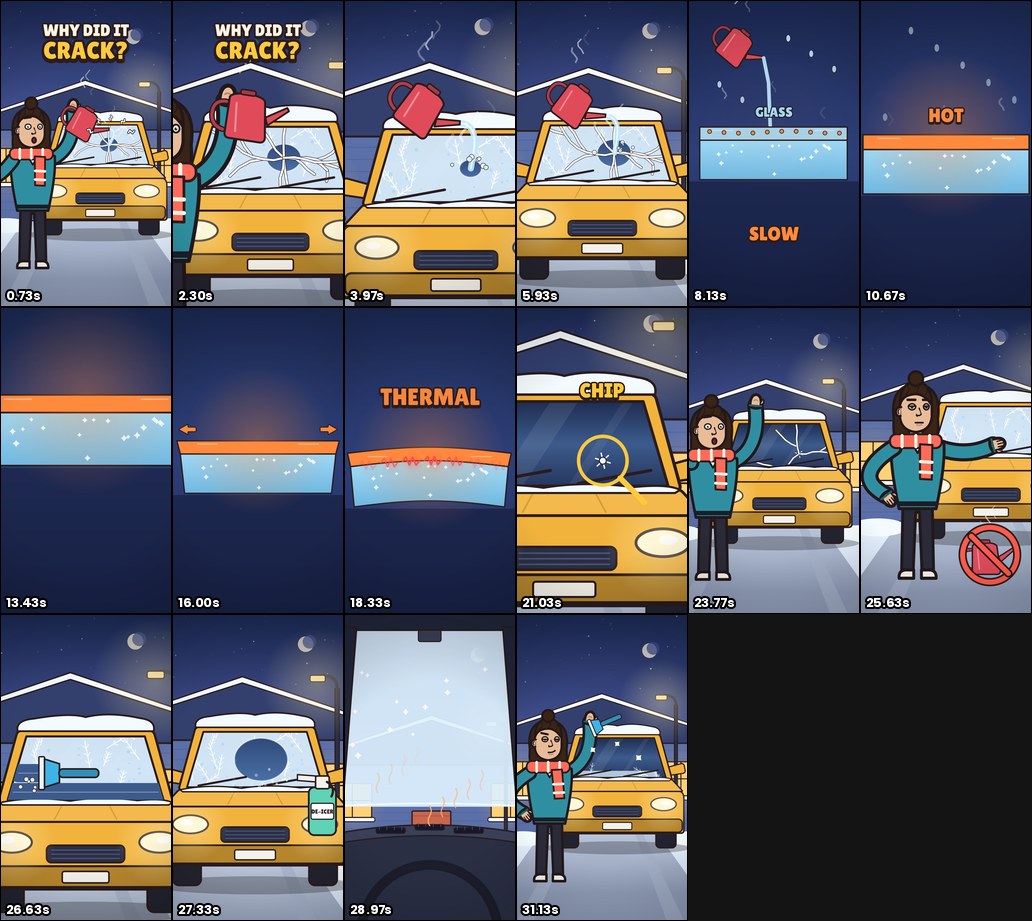 WHY DID IT
CRACK?
0.73s
WHY DID IT
CRACK?
2.30s
3.97s
5.93s
GLASS
SLOW
8.13s
HOT
10.67s
13.43s
16.00s
THERMAL
18.33s
CHIP
21.03s
23.77s
25.63s
26.63s
DE-ICER
27.33s
28.97s
31.13s